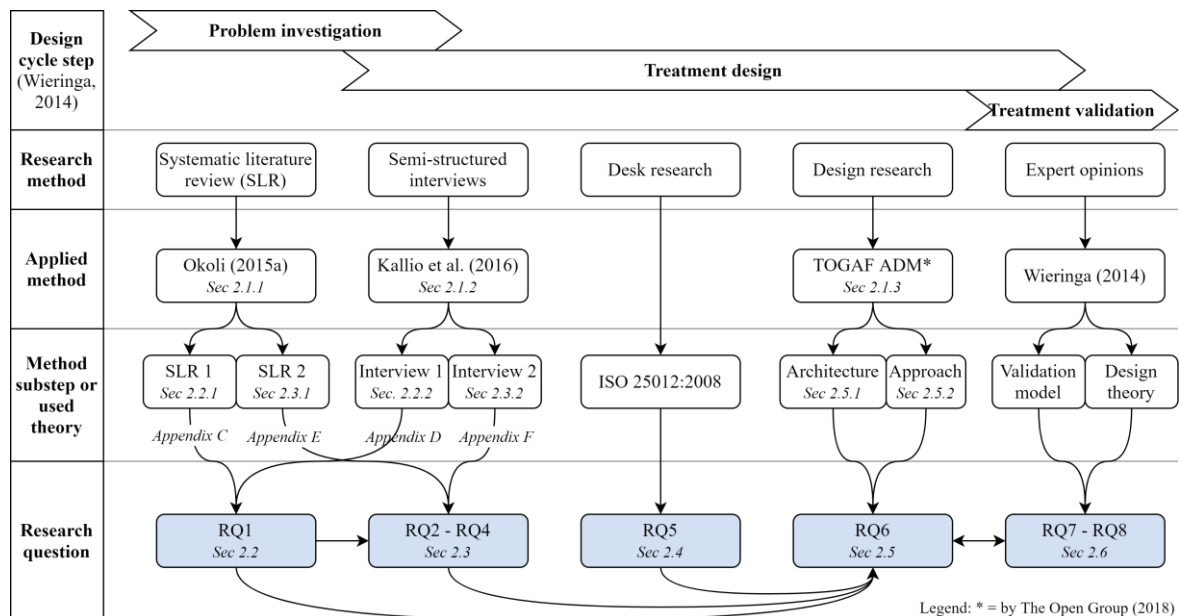 Design
cycle step
(Wieringa,
2014)
Problem investigation
Treatment design
Treatment validation
Research
method
Systematic literature
review (SLR)
Semi-structured
interviews
Desk research
Design research
Expert opinions
Applied
method
Okoli (2015a)
Sec 2.1.1
Kallio et al. (2016)
Sec 2.1.2
TOGAF ADM*
Sec 2.1.3
Wieringa (2014)
Method
substep or
used
theory
SLR 1
Sec 2.2.1
SLR 2
Sec 2.3.1
Interview 1
Sec. 2.2.2
Interview 2
Sec 2.3.2
ISO 25012:2008
Architecture
Sec 2.5.1
Approach
Sec 2.5.2
Validation
model
Design
theory
Appendix C
Appendix E
Appendix D
Appendix F
Research
question
RQ1
Sec 2.2
RQ2 - RQ4
Sec 2.3
RQ5
Sec 2.4
RQ6
Sec 2.5
RQ7 - RQ8
Sec 2.6
Legend: * = by The Open Group (2018)